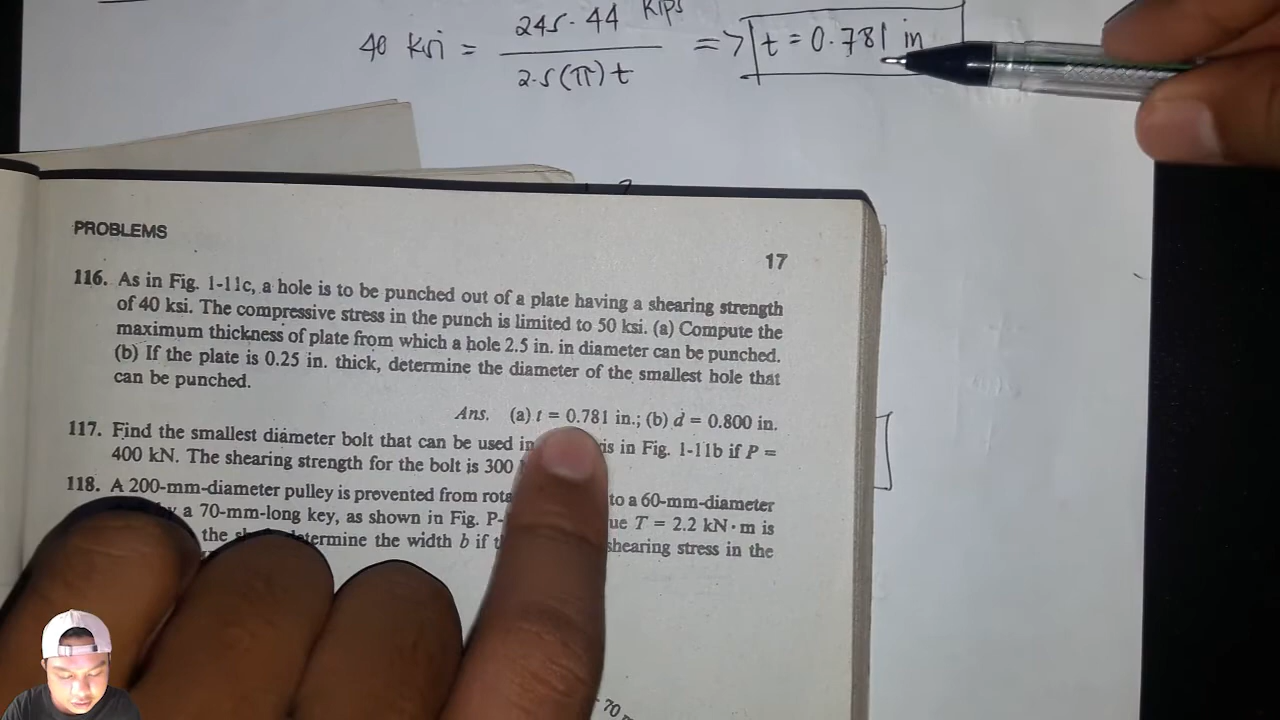 40 ksi = 245.44 kips / 2.5(π)t => t = 0.781 in
PROBLEMS
17
116. As in Fig. 1-11c, a hole is to be punched out of a plate having a shearing strength
of 40 ksi. The compressive stress in the punch is limited to 50 ksi. (a) Compute the
maximum thickness of plate from which a hole 2.5 in. in diameter can be punched.
(b) If the plate is 0.25 in. thick, determine the diameter of the smallest hole that
can be punched.
Ans. (a) t = 0.781 in.; (b) d = 0.800 in.
117. Find the smallest diameter bolt that can be used in is in Fig. 1-11b if P =
400 kN. The shearing strength for the bolt is 300
118. A 200-mm-diameter pulley is prevented from rota to a 60-mm-diameter
a 70-mm-long key, as shown in Fig. P- ue T = 2.2 kN·m is
the termine the width b if shearing stress in the
70